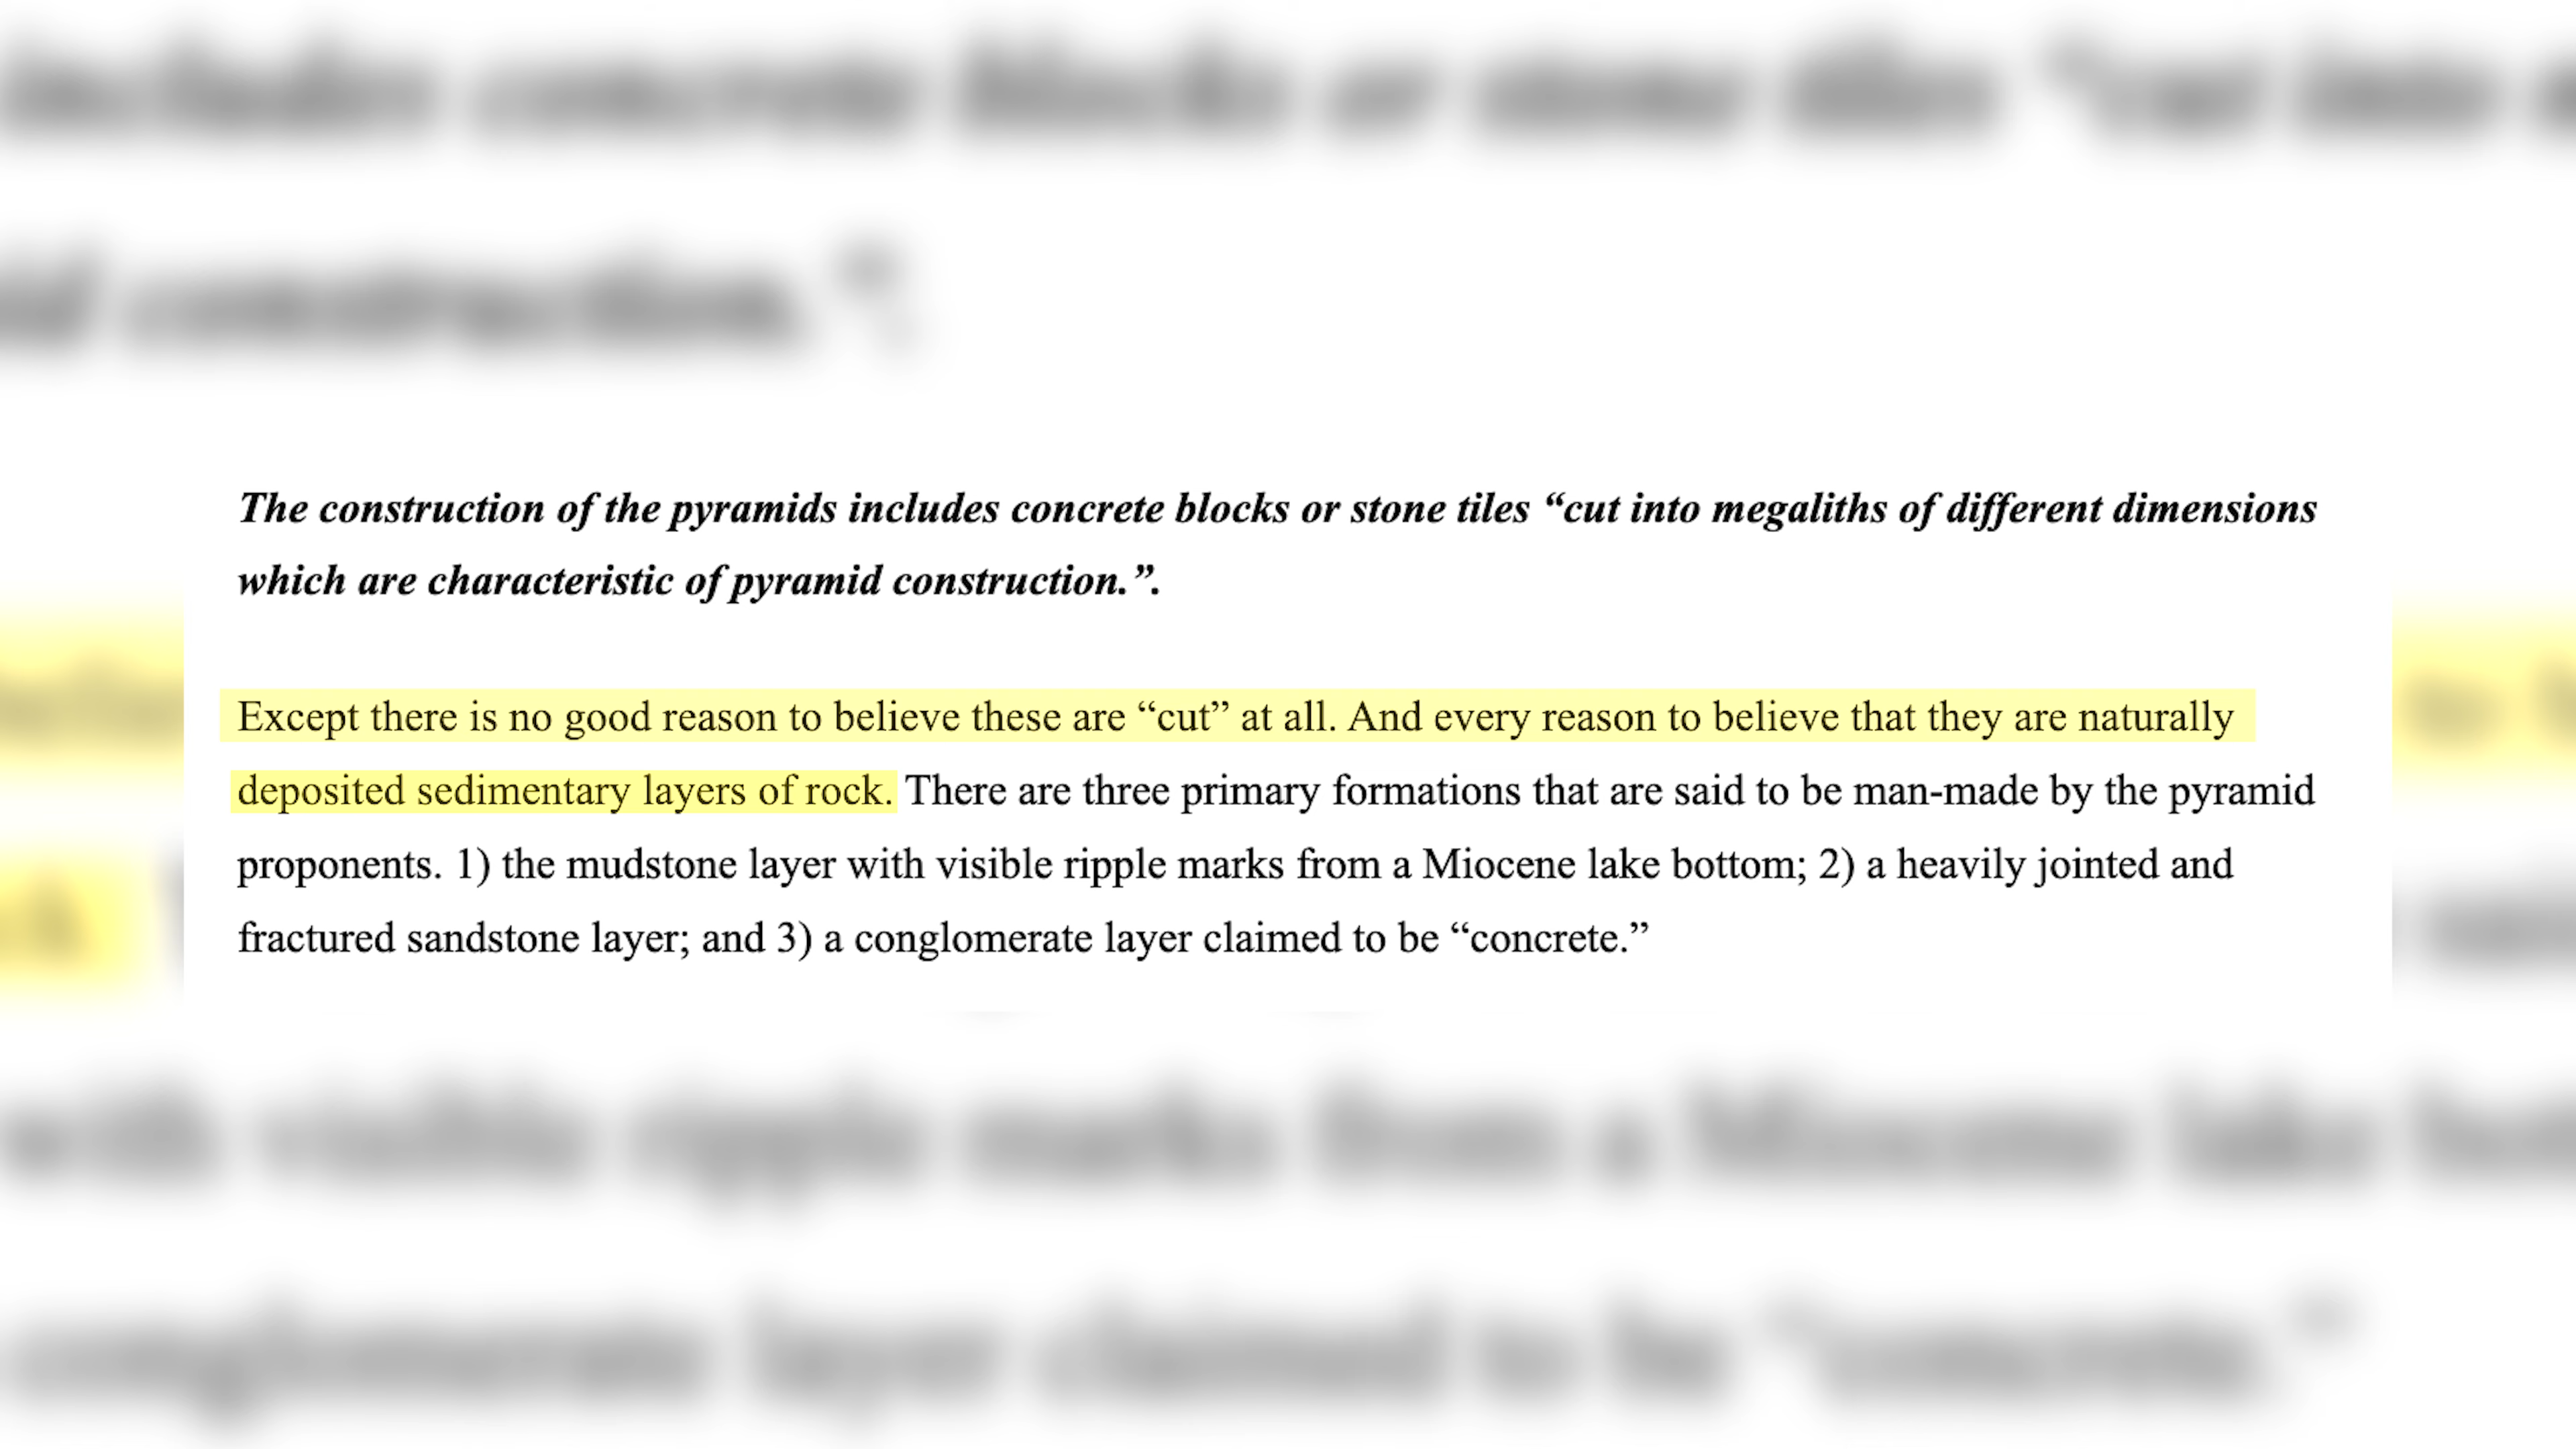 The construction of the pyramids includes concrete blocks or stone tiles “cut into megaliths of different dimensions
which are characteristic of pyramid construction.”.
Except there is no good reason to believe these are “cut” at all. And every reason to believe that they are naturally
deposited sedimentary layers of rock. There are three primary formations that are said to be man-made by the pyramid
proponents. 1) the mudstone layer with visible ripple marks from a Miocene lake bottom; 2) a heavily jointed and
fractured sandstone layer; and 3) a conglomerate layer claimed to be “concrete.”